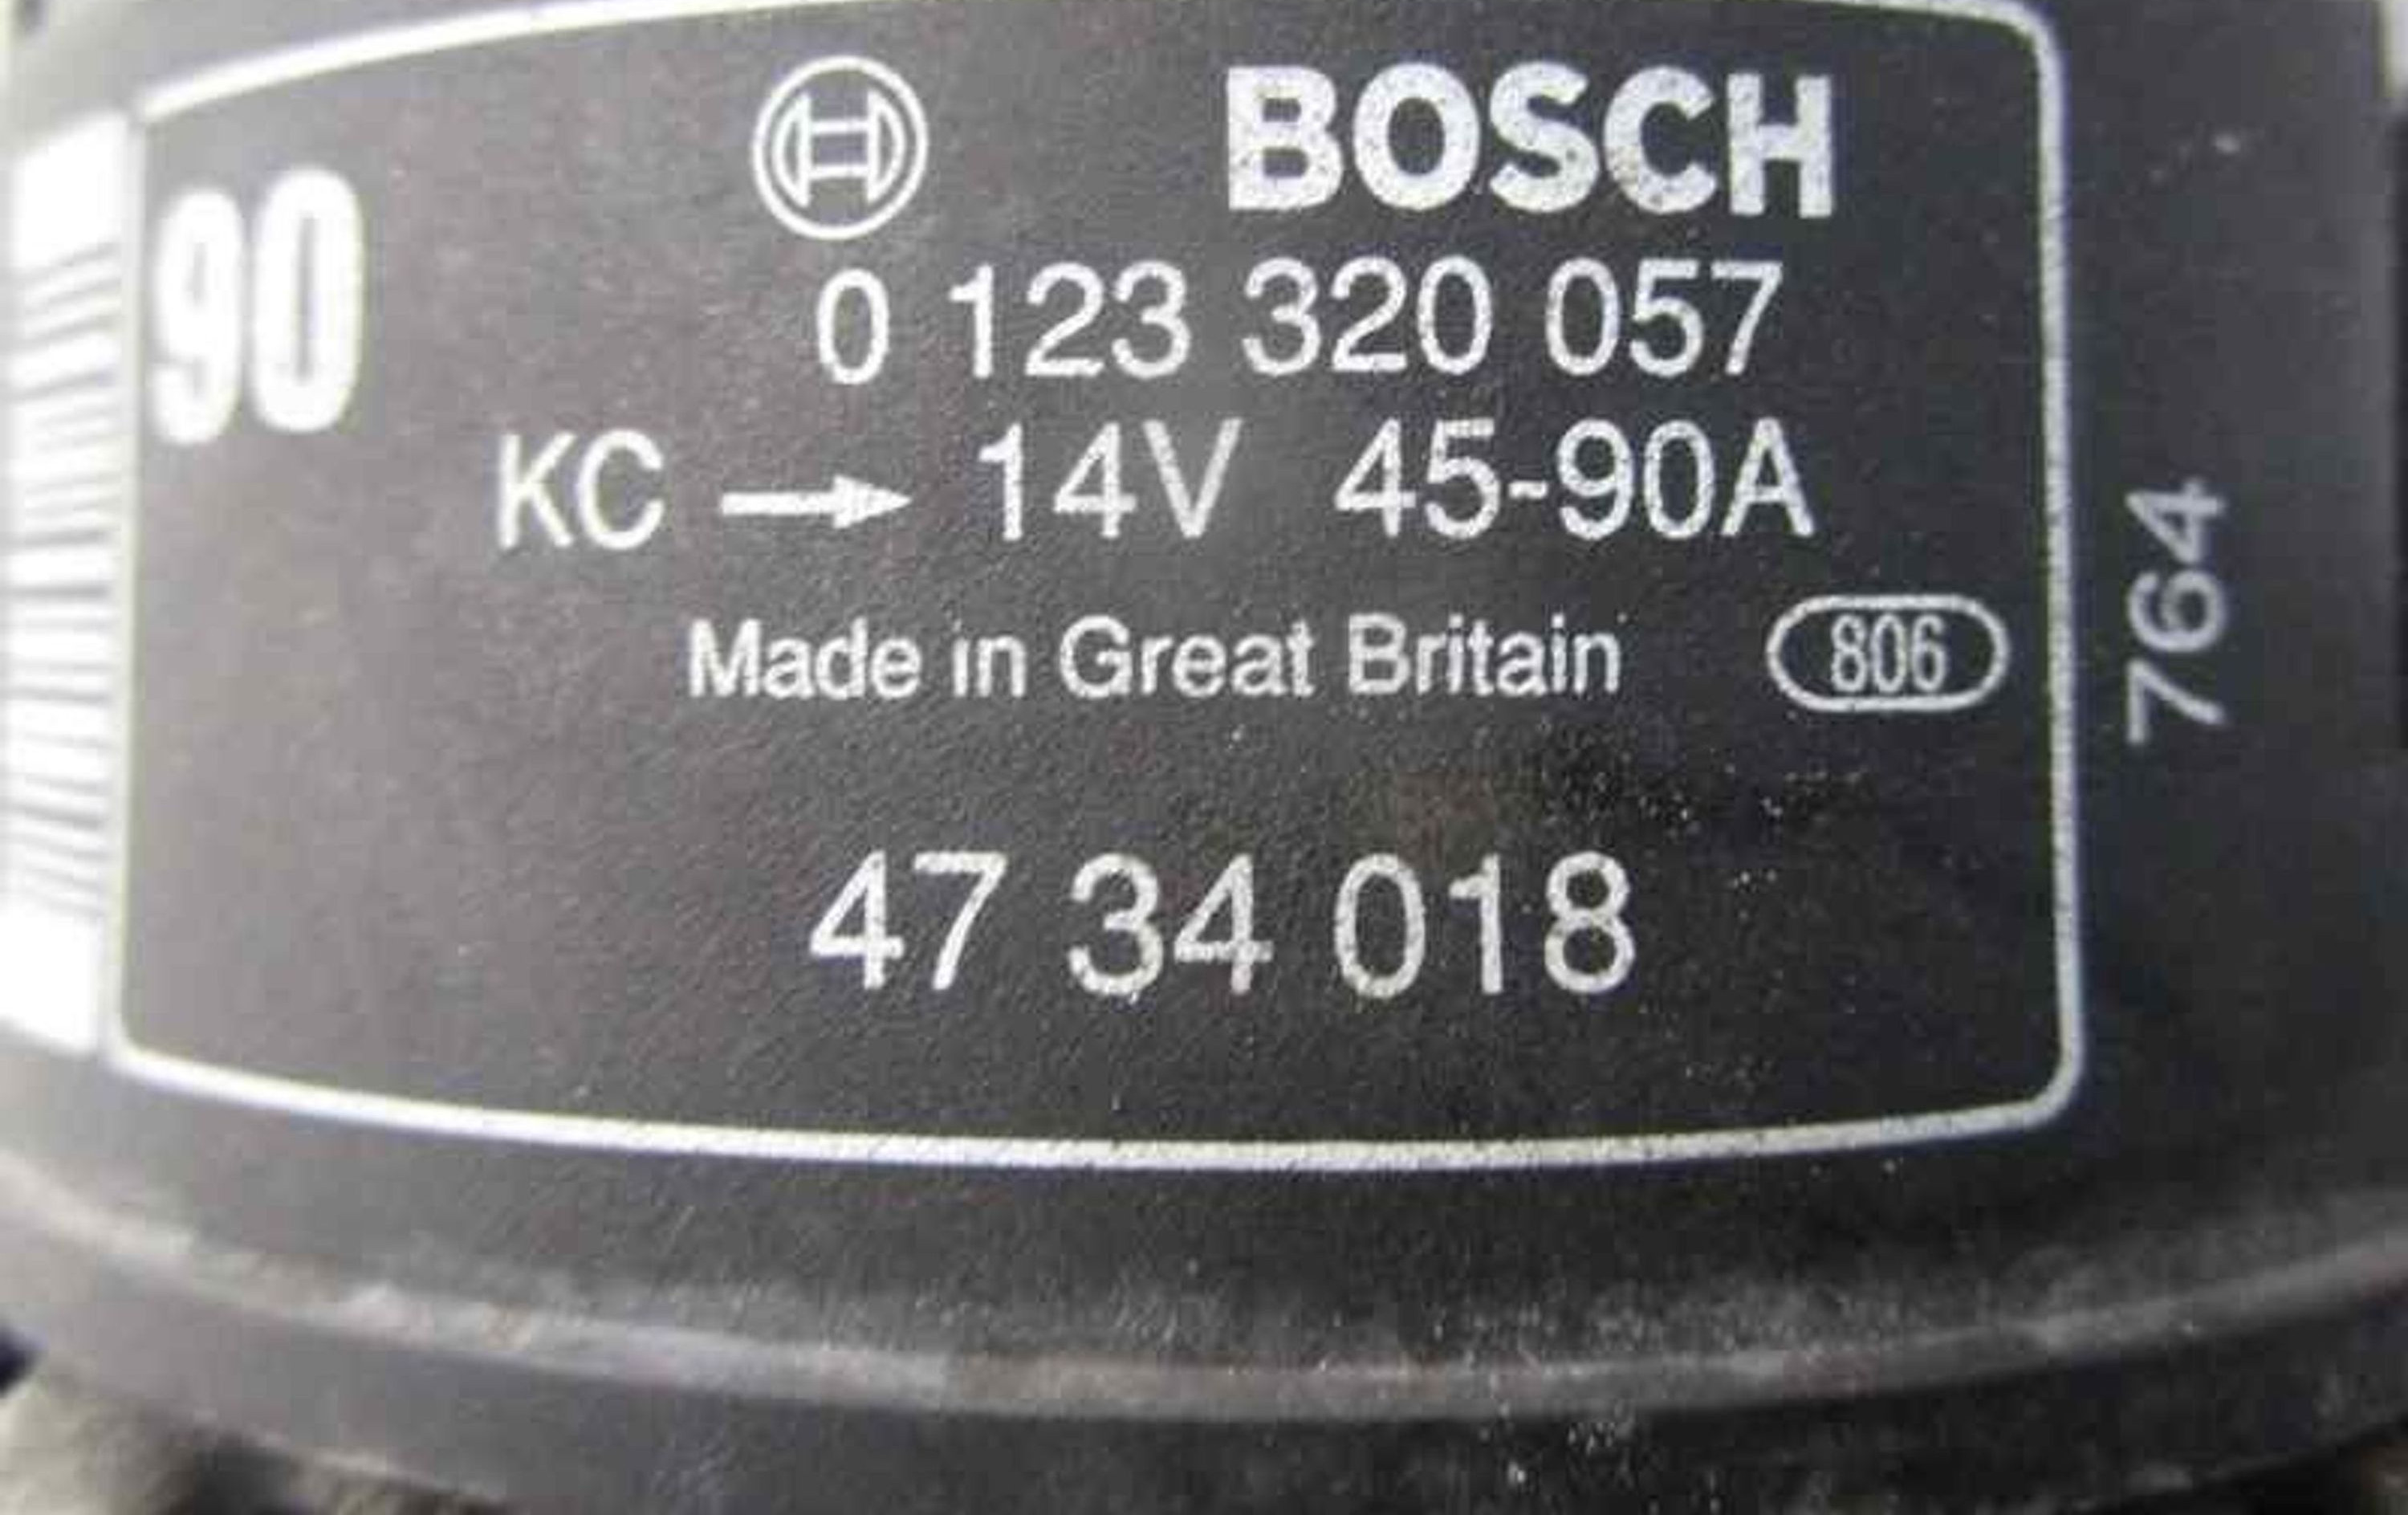 BOSCH
90
0 123 320 057
KC → 14V 45-90A
Made in Great Britain 806
764
47 34 018